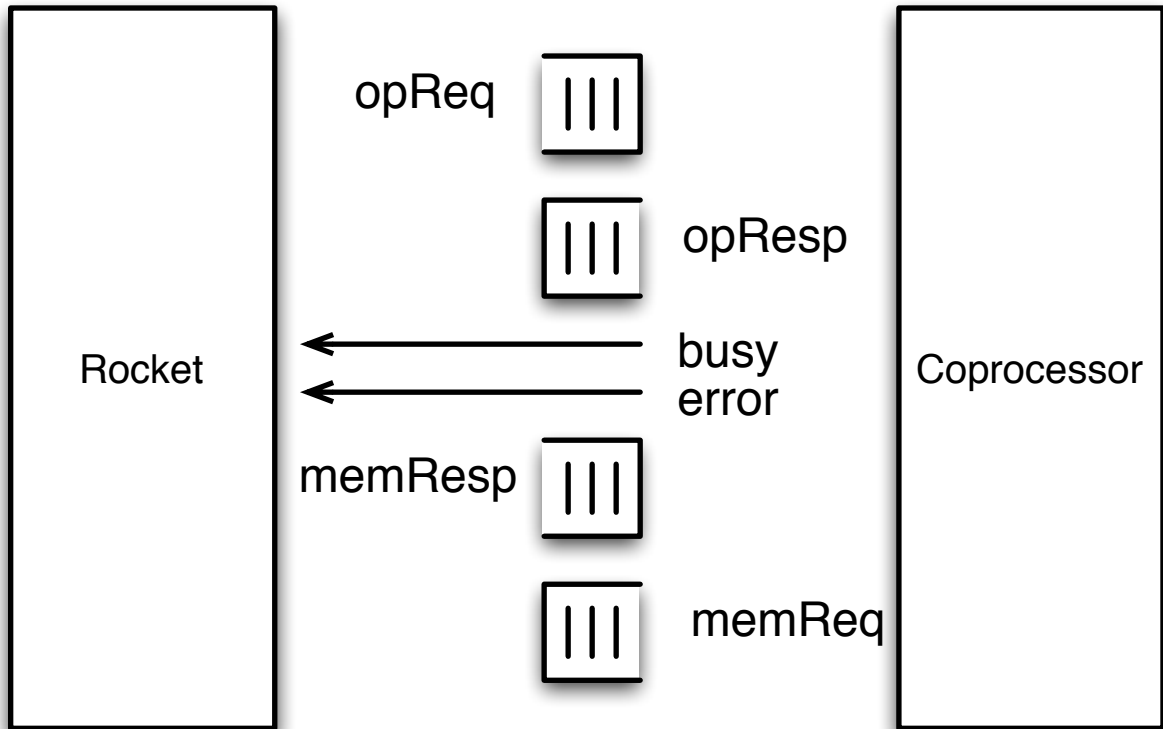 opReq
opResp
busy
Rocket
Coprocessor
error
memResp
memReq